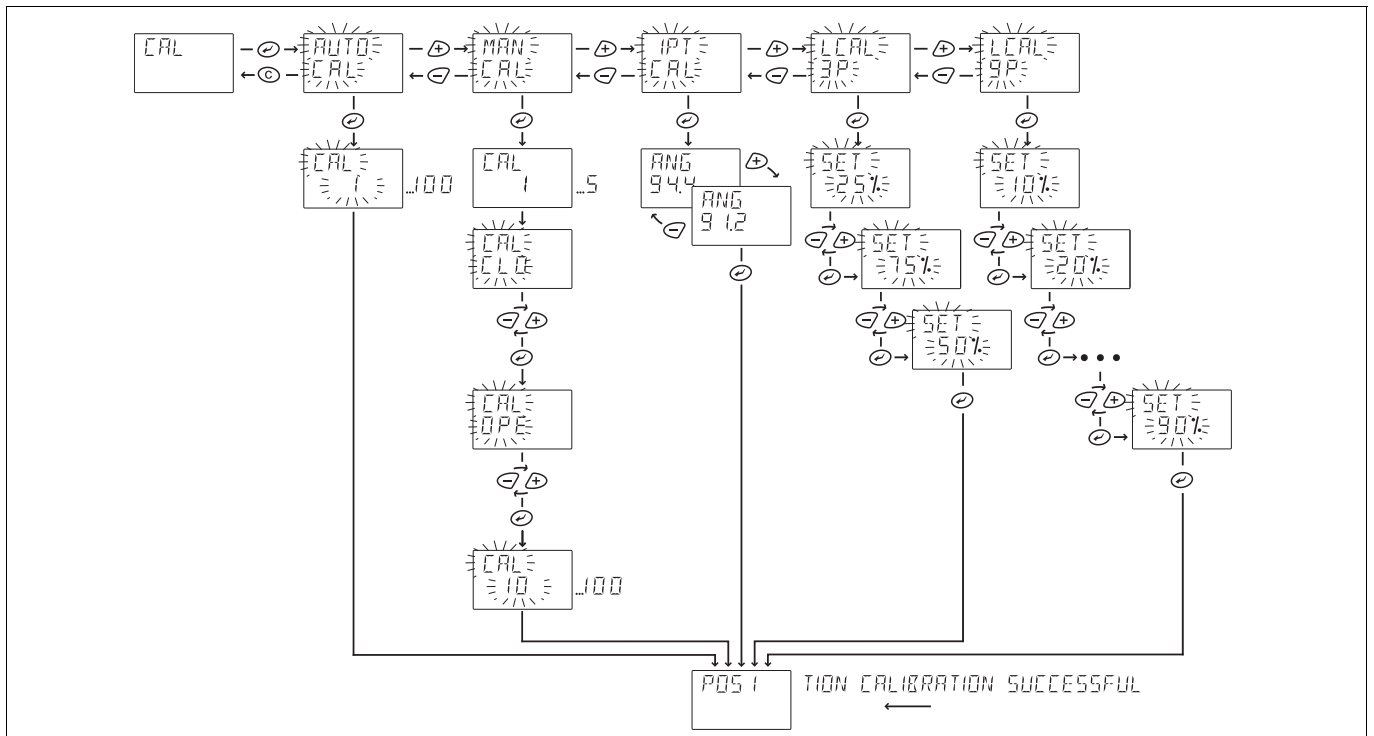 CAL
C
AUTO
CAL
MAN
CAL
IPT
CAL
LCAL
3P
LCAL
9P
CAL
1
...100
CAL
1
...5
ANG
94.4
ANG
91.2
SET
25%
SET
10%
CAL
CLO
SET
75%
SET
20%
SET
50%
CAL
OPE
SET
90%
CAL
10
...100
POSI TION CALIBRATION SUCCESSFUL